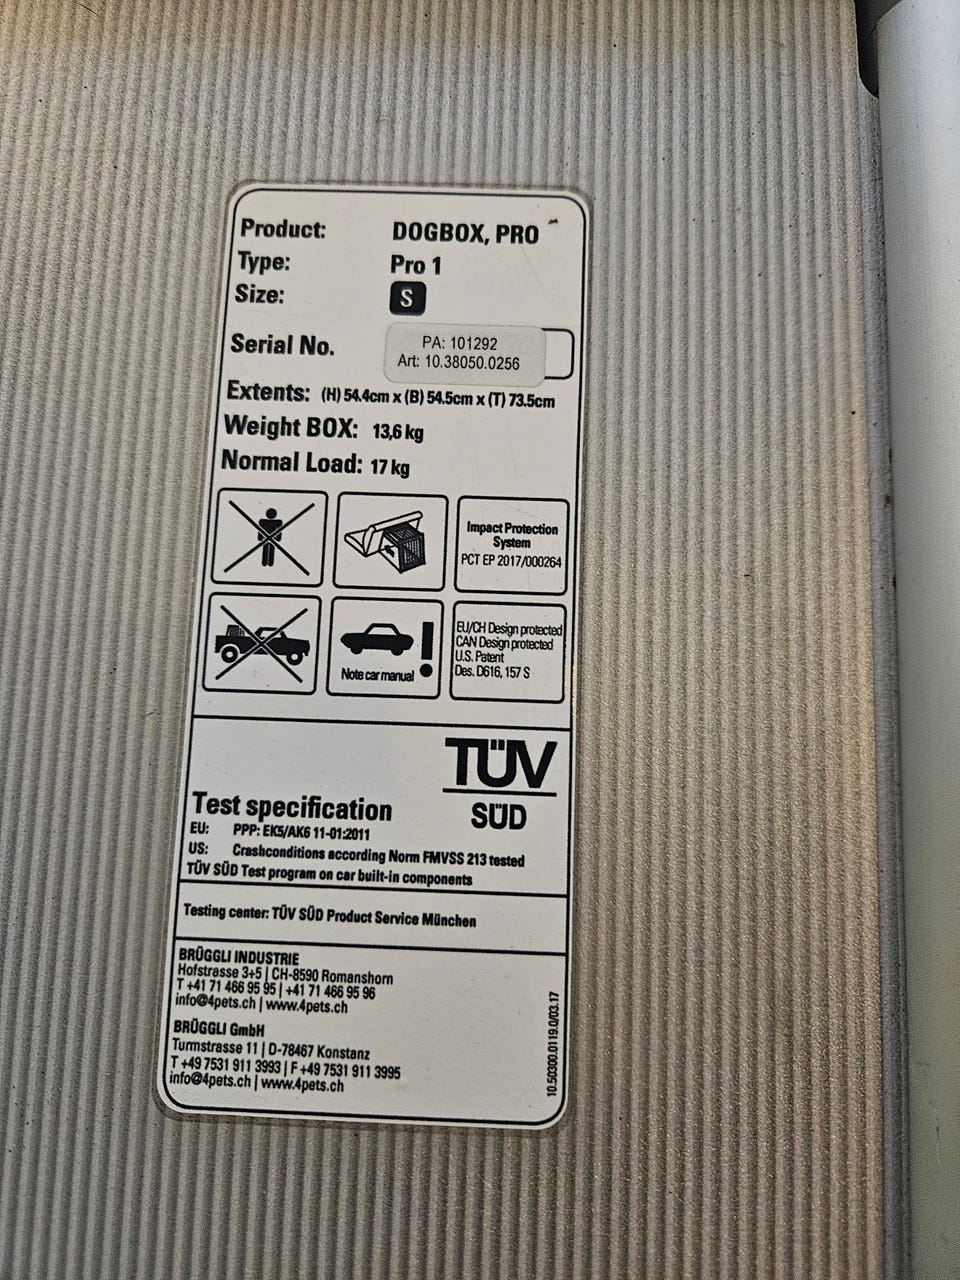 Product: DOGBOX, PRO
Type: Pro 1
Size: S
Serial No. PA: 101292
Art: 10.38050.0256
Extents: (H) 54.4cm x (B) 54.5cm x (T) 73.5cm
Weight BOX: 13,6 kg
Normal Load: 17 kg
Impact Protection
System
PCT EP 2017/000264
Note car manual !
EU/CH Design protected
CAN Design protected
U.S. Patent
Des. D616, 157 S
TÜV
SÜD
Test specification
EU: PPP: EK5/AK6 11-01:2011
US: Crashconditions according Norm FMVSS 213 tested
TÜV SÜD Test program on car built-in components
Testing center: TÜV SÜD Product Service München
BRÜGGLI INDUSTRIE
Hofstrasse 3+5 | CH-8590 Romanshorn
T +41 71 466 95 95 | +41 71 466 95 96
info@4pets.ch | www.4pets.ch
BRÜGGLI GmbH
Turmstrasse 11 | D-78467 Konstanz
T +49 7531 911 3993 | F +49 7531 911 3995
info@4pets.ch | www.4pets.ch
10.50300.0119.0/03.17